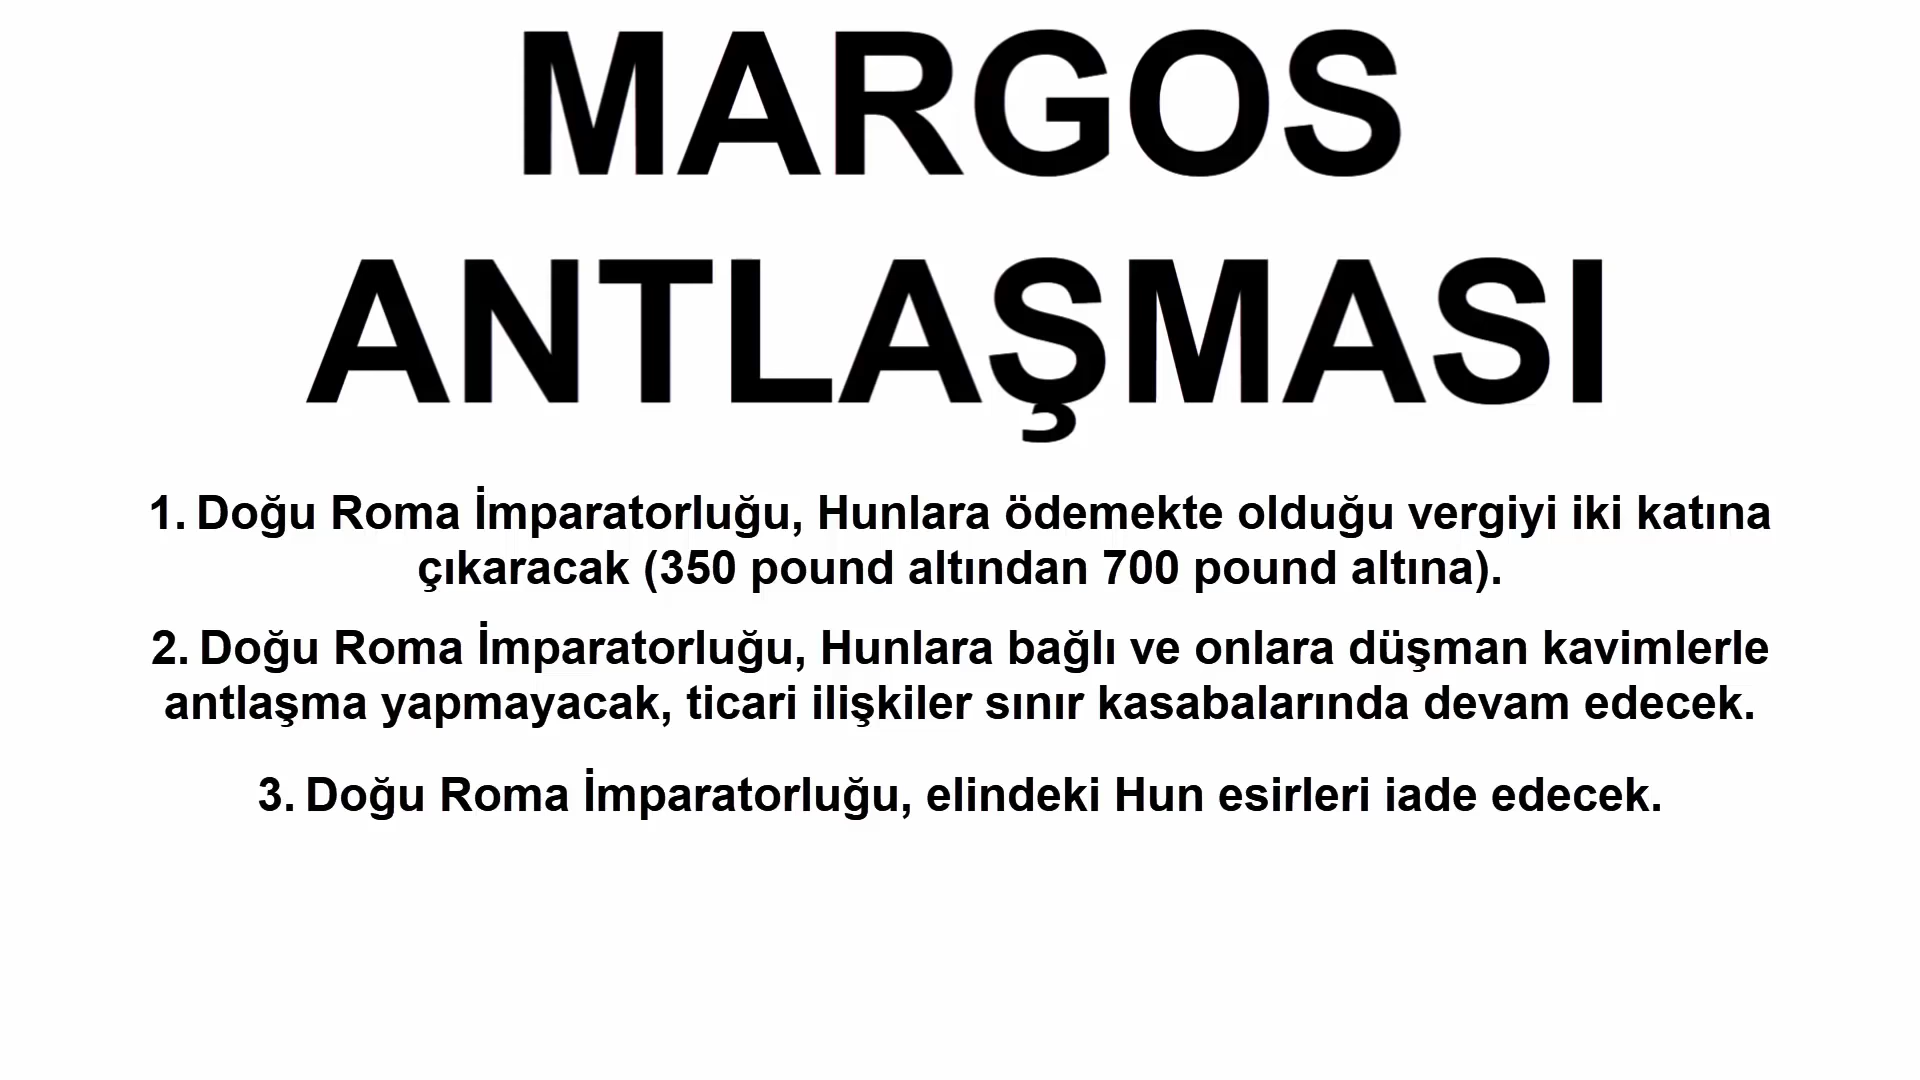 MARGOS
ANTLAŞMASI
1. Doğu Roma İmparatorluğu, Hunlara ödemekte olduğu vergiyi iki katına
çıkaracak (350 pound altından 700 pound altına).
2. Doğu Roma İmparatorluğu, Hunlara bağlı ve onlara düşman kavimlerle
antlaşma yapmayacak, ticari ilişkiler sınır kasabalarında devam edecek.
3. Doğu Roma İmparatorluğu, elindeki Hun esirleri iade edecek.